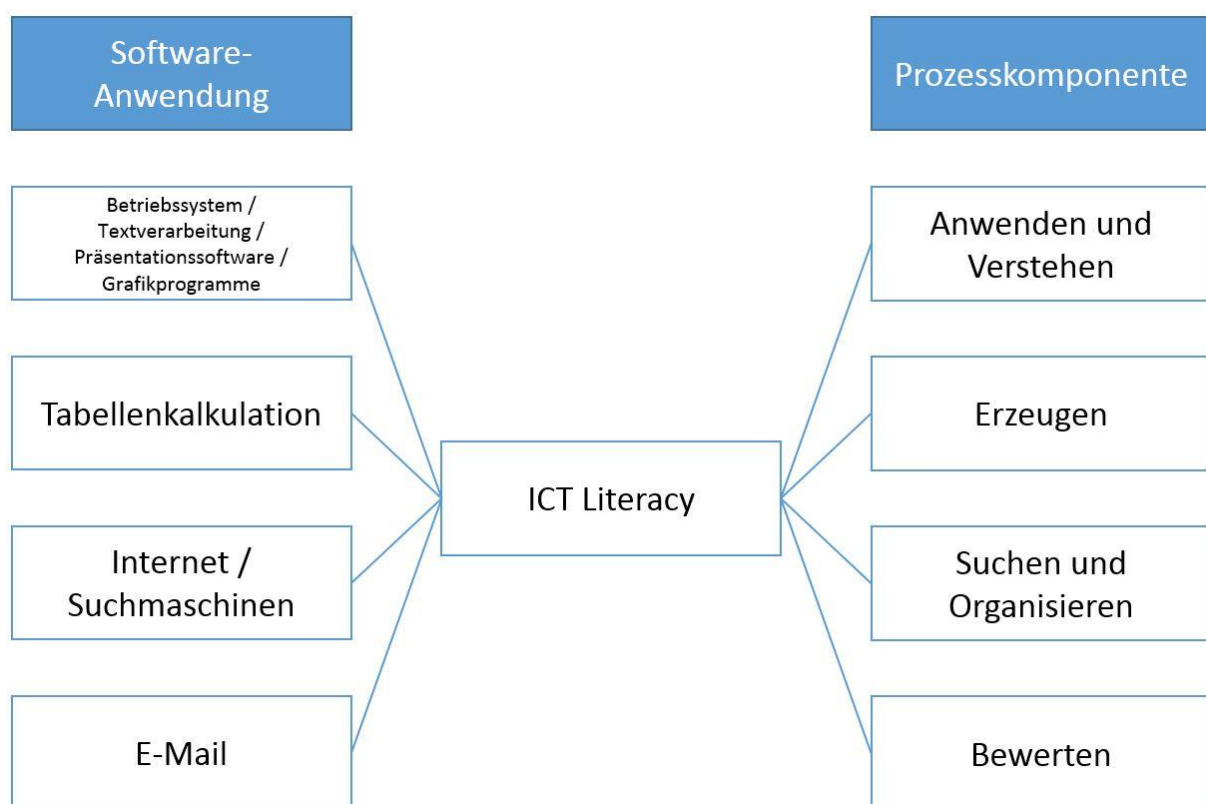 Software-
Anwendung
Prozesskomponente
Betriebssystem /
Textverarbeitung /
Präsentationssoftware /
Grafikprogramme
Anwenden und
Verstehen
Tabellenkalkulation
Erzeugen
ICT Literacy
Internet /
Suchmaschinen
Suchen und
Organisieren
E-Mail
Bewerten